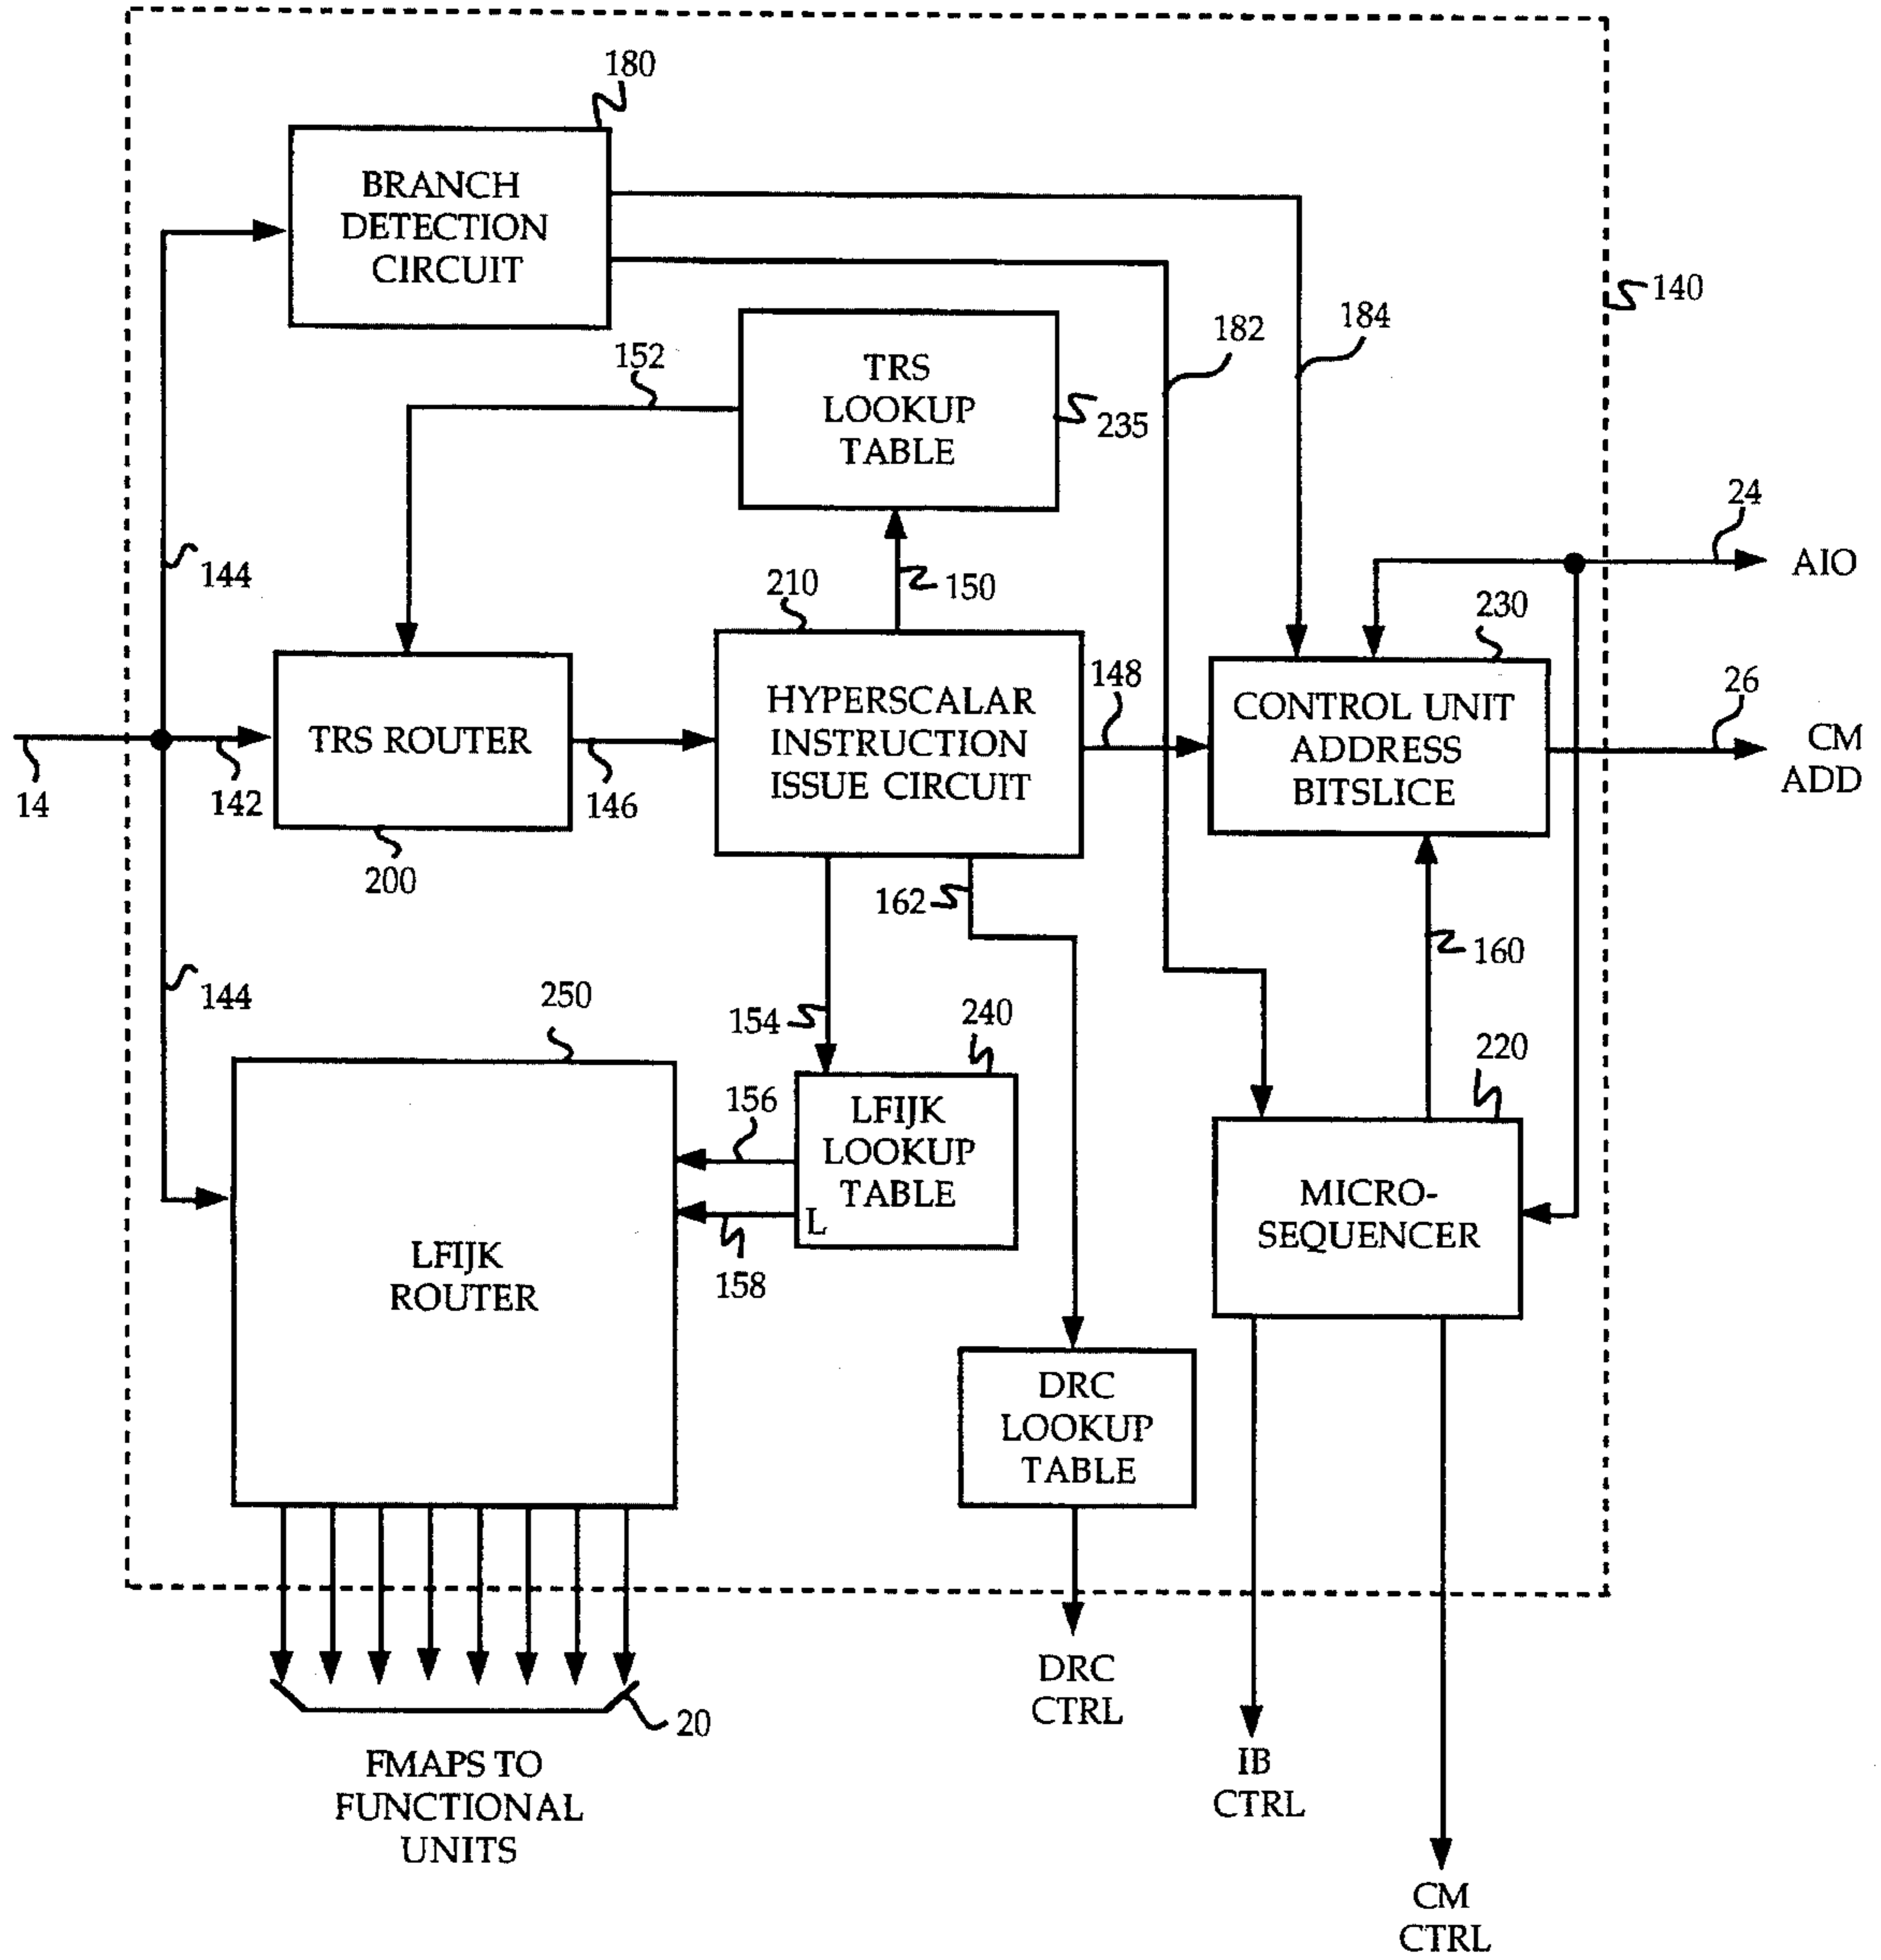 180
BRANCH
DETECTION
CIRCUIT
140
182
184
152
TRS
LOOKUP
TABLE
235
24
AIO
144
210
150
230
14
142
TRS ROUTER
146
HYPERSCALAR
INSTRUCTION
ISSUE CIRCUIT
148
CONTROL UNIT
ADDRESS
BITSLICE
26
CM
ADD
200
162
160
144
250
154
240
220
156
LFIJK
LOOKUP
TABLE
L
158
LFIJK
ROUTER
MICRO-
SEQUENCER
DRC
LOOKUP
TABLE
20
FMAPS TO
FUNCTIONAL
UNITS
DRC
CTRL
IB
CTRL
CM
CTRL